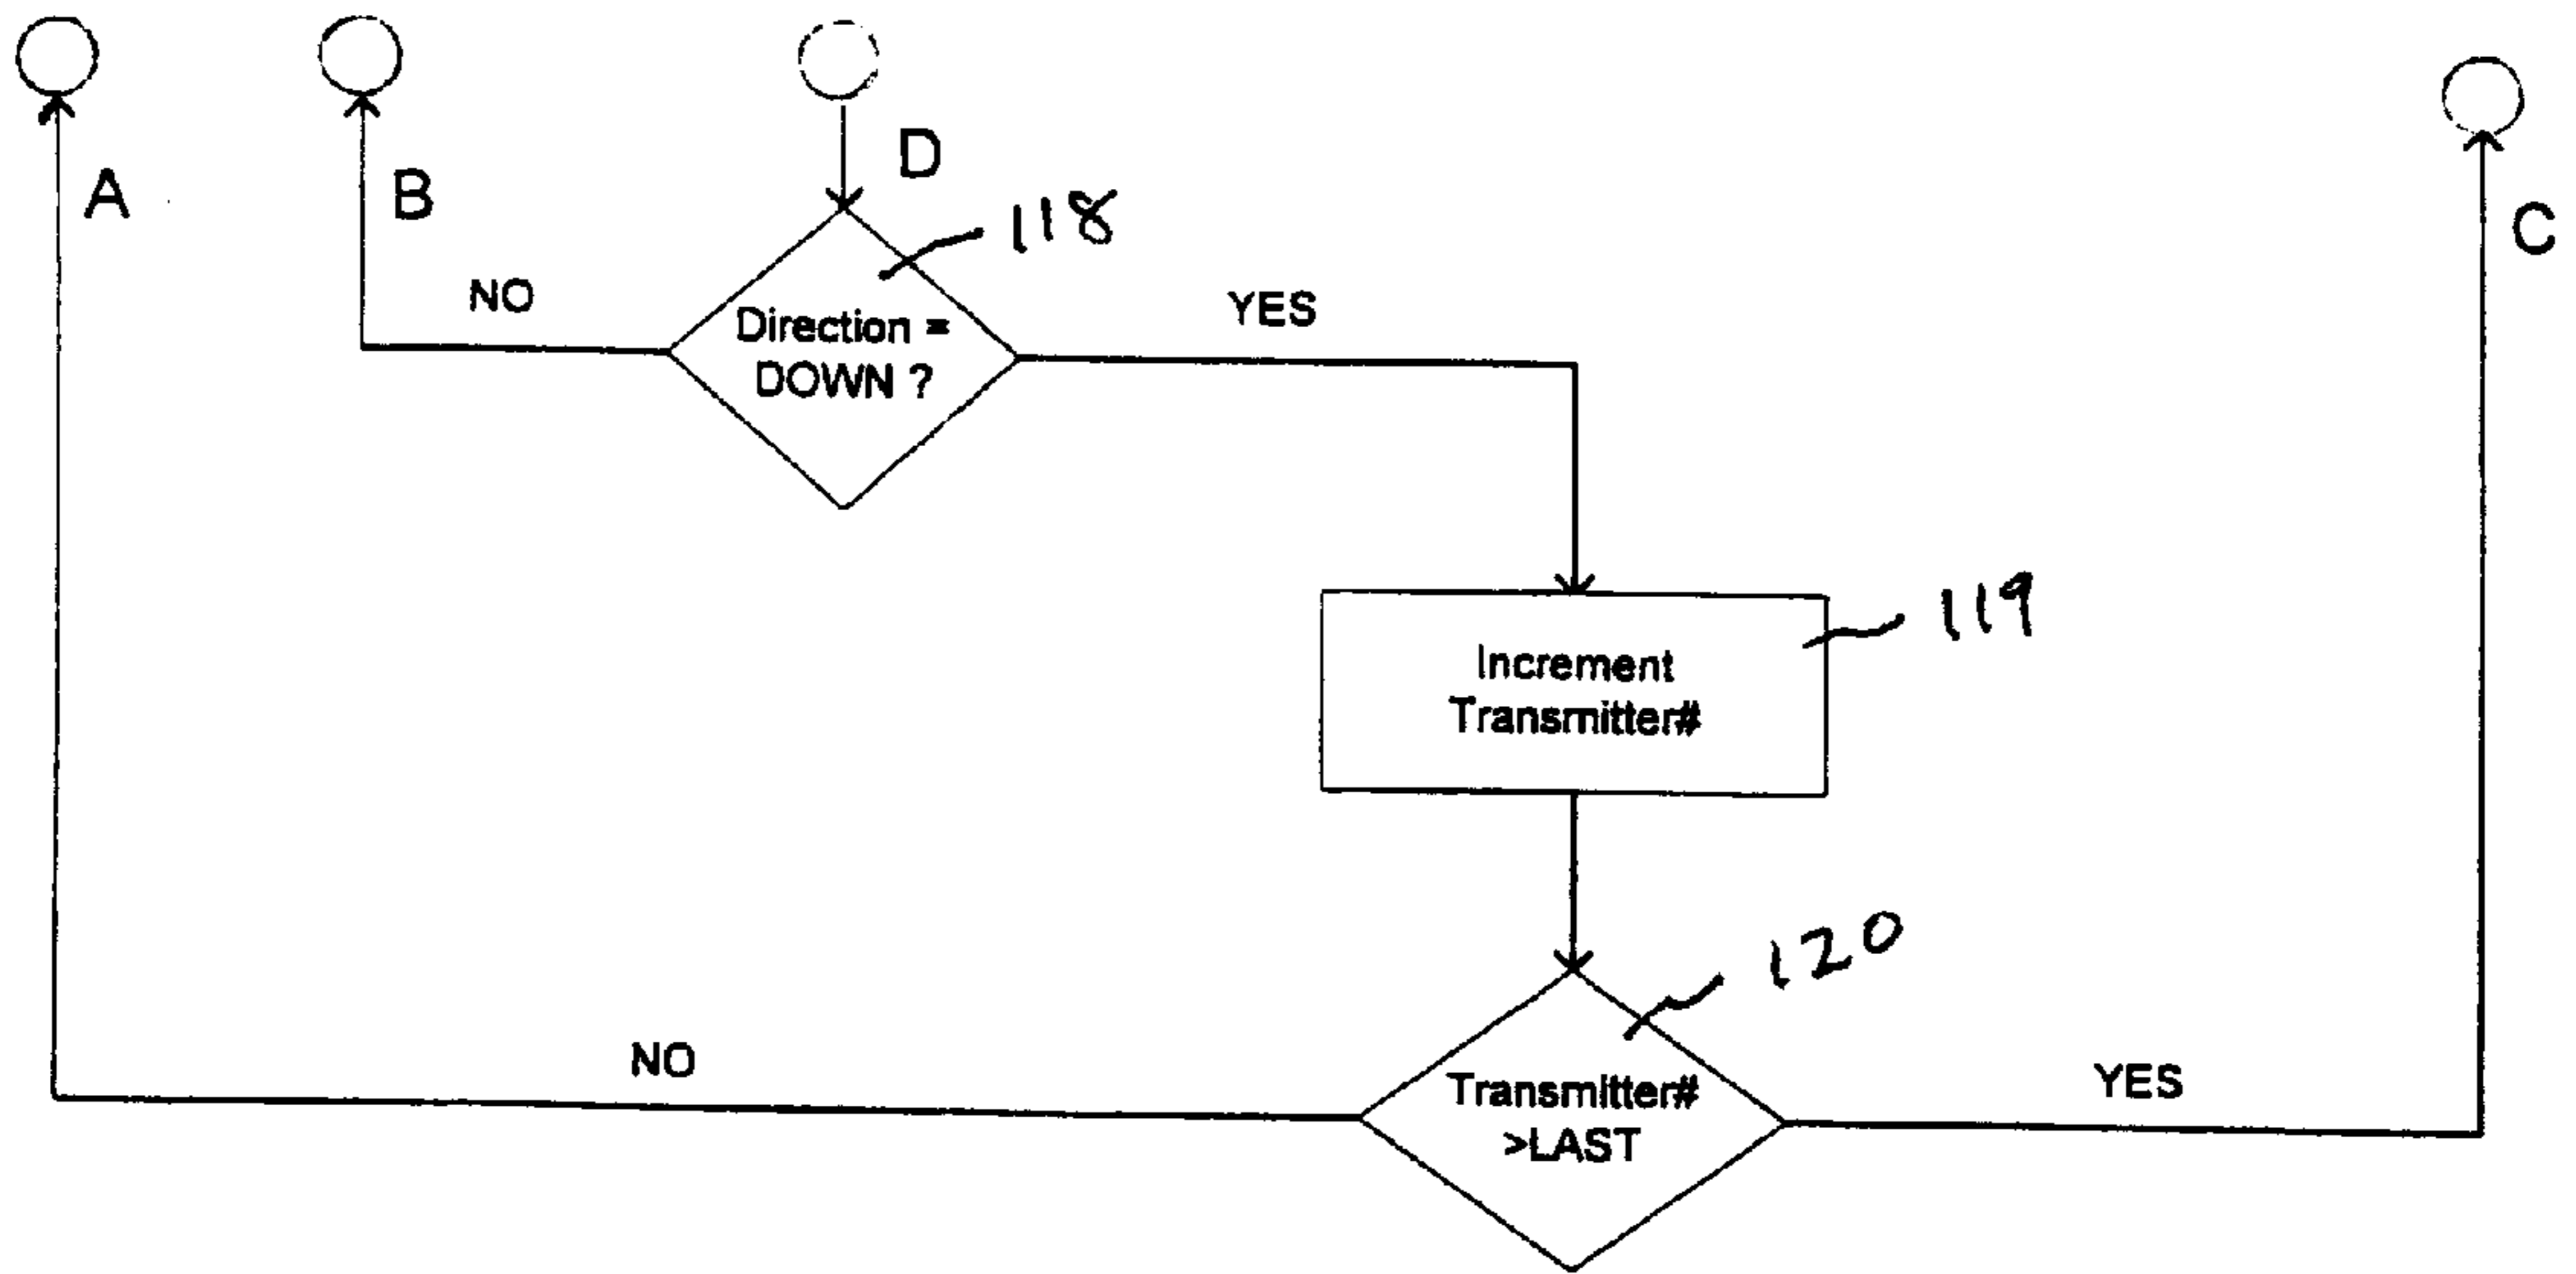 D
A
B
118
C
NO
YES
Direction =
DOWN ?
119
Increment
Transmitter#
120
NO
YES
Transmitter#
>LAST